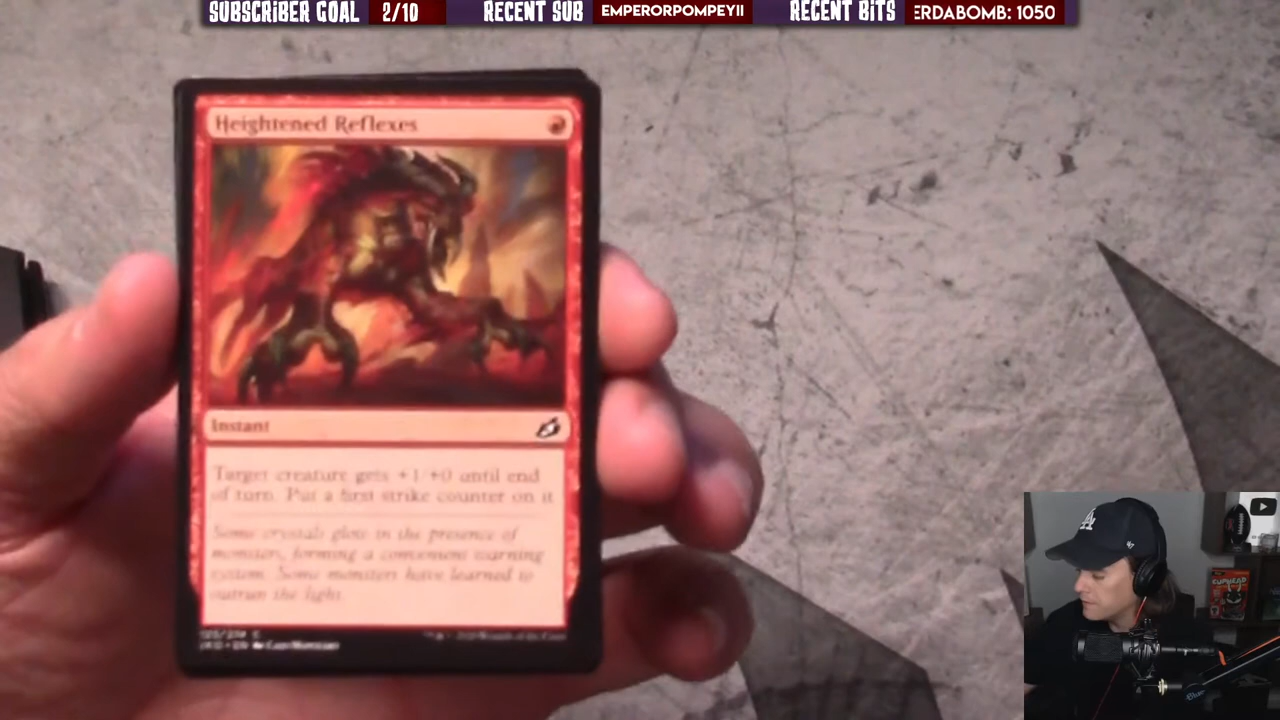 SUBSCRIBER GOAL 2/10 RECENT SUB EMPERORPOMPEYII RECENT BITS ERDABOMB: 1050
Heightened Reflexes
Instant
Target creature gets +1/+0 until end
of turn. Put a first strike counter on it
Some crystals glow in the presence of
monsters, forming a convenient warning
system. Some monsters have learned to
outrun the light.
LA
CUPHEAD